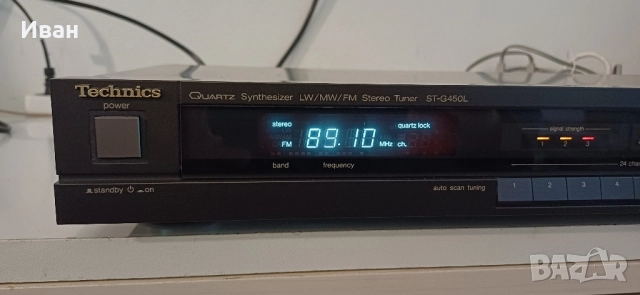 Иван
Technics
Quartz Synthesizer LW/MW/FM Stereo Tuner ST-G450L
power
stereo
quartz lock
signal strength
FM
89.10
MHz
ch.
1 2 3
band
frequency
24 chan
standby on
auto scan tuning
1 2 3 4
BAZAR